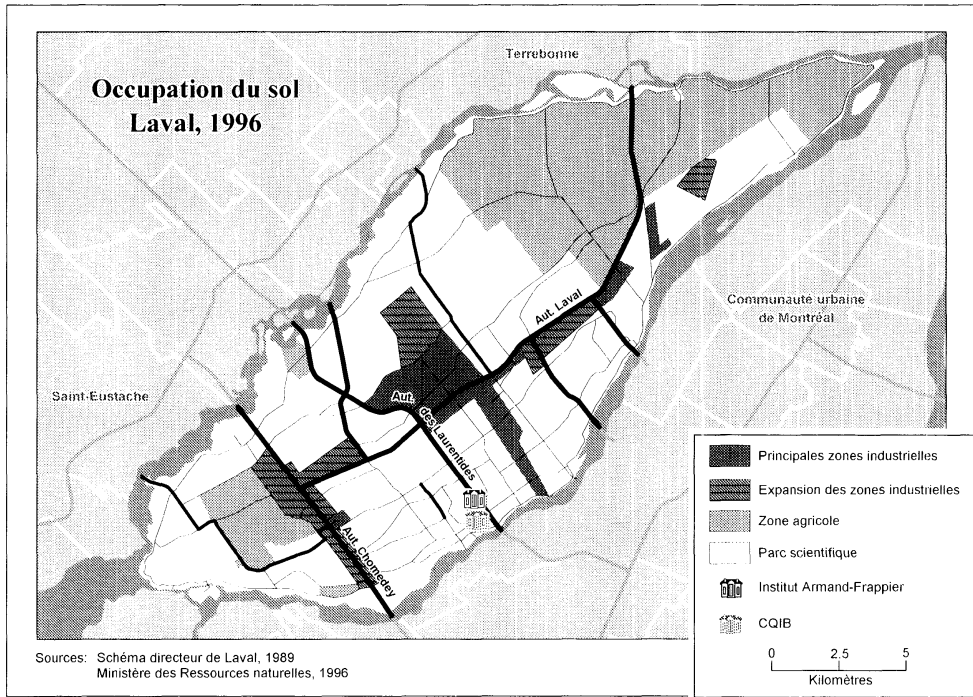 Occupation du sol
Laval, 1996
Terrebonne
Communauté urbaine
de Montréal
Saint-Eustache
Aut. Laval
Aut. des Laurentides
Aut. Chomedey
Principales zones industrielles
Expansion des zones industrielles
Zone agricole
Parc scientifique
Institut Armand-Frappier
CQIB
0 2.5 5
Kilomètres
Sources: Schéma directeur de Laval, 1989
Ministère des Ressources naturelles, 1996